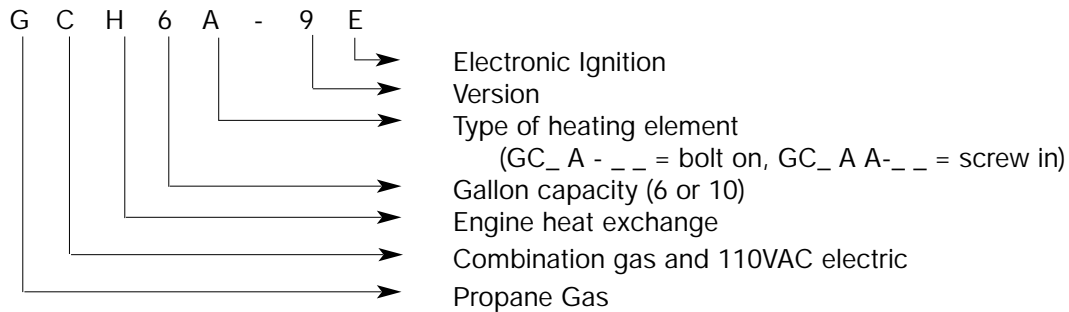 G C H 6 A - 9 E
Electronic Ignition
Version
Type of heating element
(GC_ A - _ _ = bolt on, GC_ A A-_ _ = screw in)
Gallon capacity (6 or 10)
Engine heat exchange
Combination gas and 110VAC electric
Propane Gas